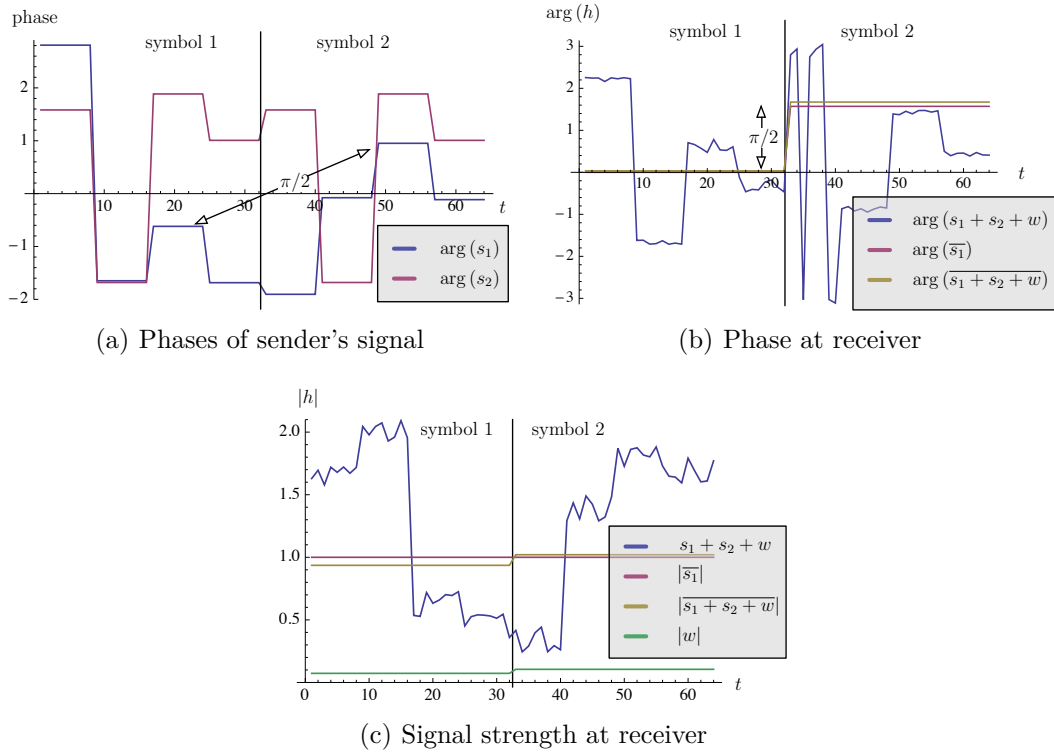 phase
symbol 1
symbol 2
2
1
-1
-2
10
20
30
40
50
60
t
π/2
arg (s₁)
arg (s₂)
(a) Phases of sender's signal
arg (h)
symbol 1
symbol 2
3
2
1
-1
-2
-3
10
20
30
40
50
60
t
π/2
arg (s₁ + s₂ + w)
arg (s̅₁)
arg (s₁ + s₂ + w)
(b) Phase at receiver
|h|
symbol 1
symbol 2
2.0
1.5
1.0
0.5
0
10
20
30
40
50
60
t
s₁ + s₂ + w
|s̅₁|
|s₁ + s₂ + w|
|w|
(c) Signal strength at receiver